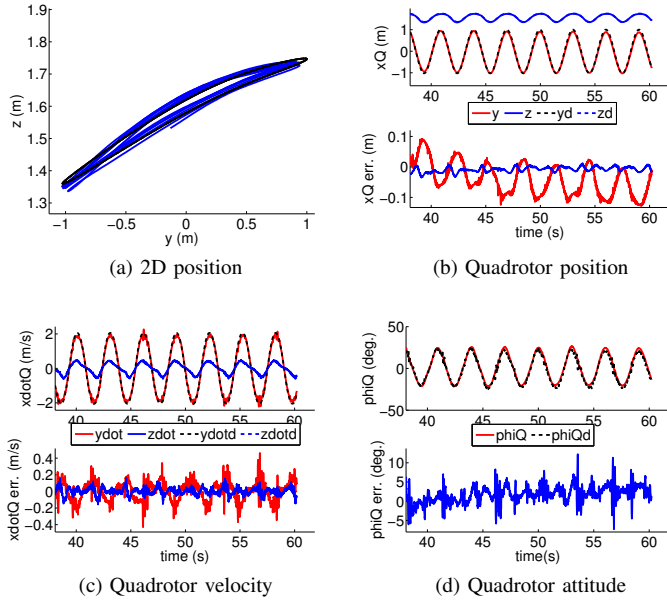 1.9
1.8
1.7
1.6
1.5
1.4
1.3
z (m)
−1 −0.5 0 0.5 1
y (m)
(a) 2D position
xQ (m)
1
0
−1
40 45 50 55 60
y z yd zd
xQ err. (m)
0.1
0
−0.1
40 45 50 55 60
time (s)
(b) Quadrotor position
xdotQ (m/s)
2
0
−2
40 45 50 55 60
ydot zdot ydotd zdotd
xdotQ err. (m/s)
0.4
0.2
0
−0.2
−0.4
40 45 50 55 60
time (s)
(c) Quadrotor velocity
phiQ (deg.)
50
0
−50
40 45 50 55 60
phiQ phiQd
phiQ err. (deg.)
10
5
0
−5
40 45 50 55 60
time(s)
(d) Quadrotor attitude